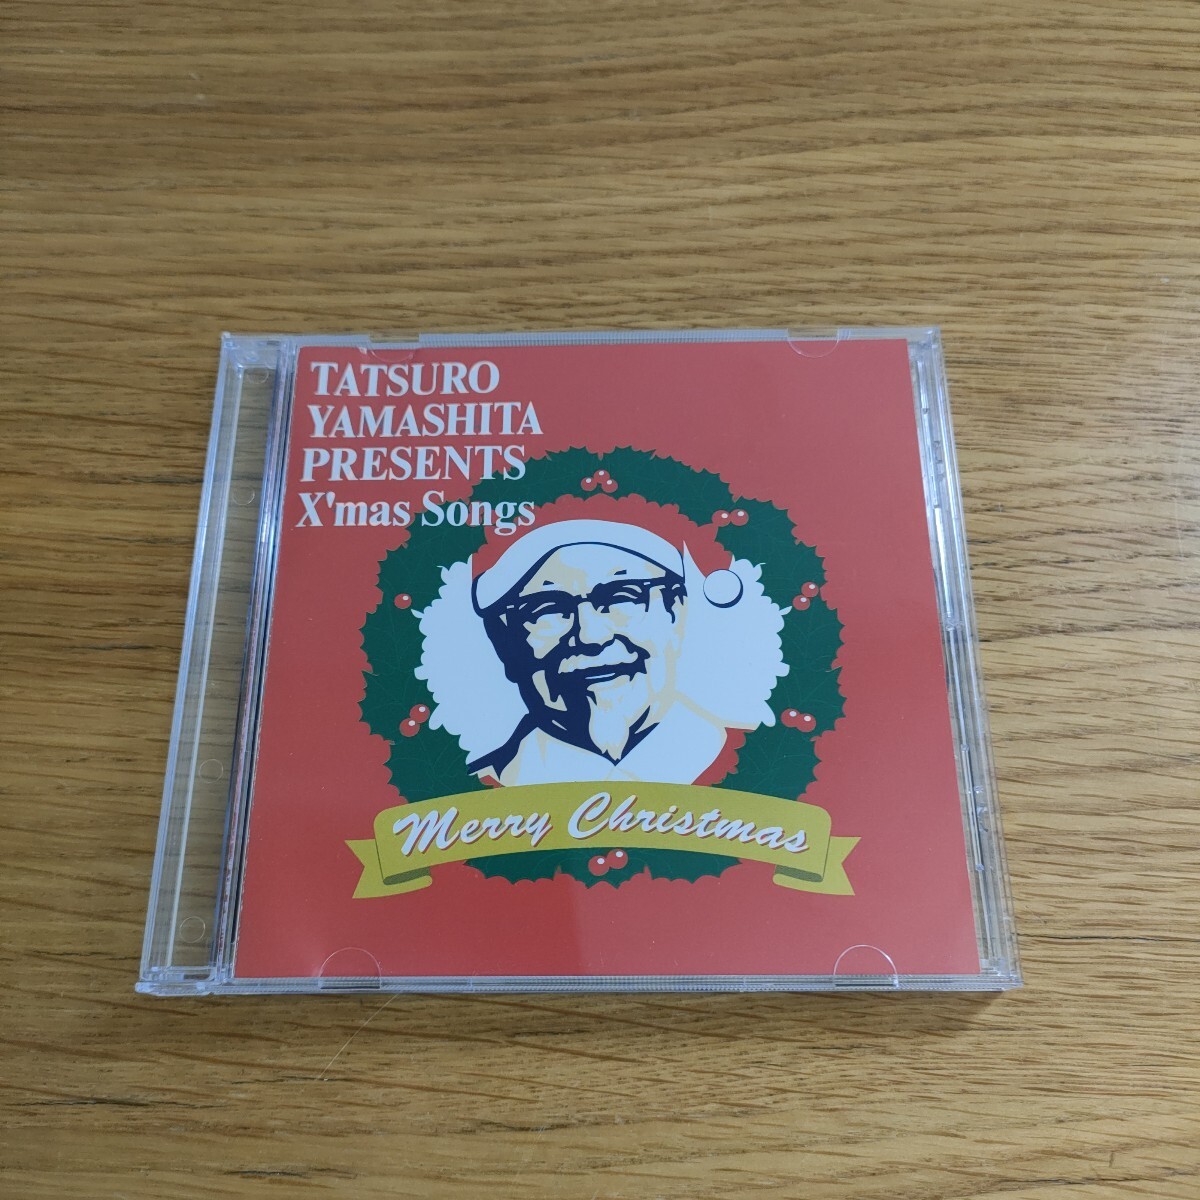 TATSURO
YAMASHITA
PRESENTS
X'mas Songs
Merry Christmas